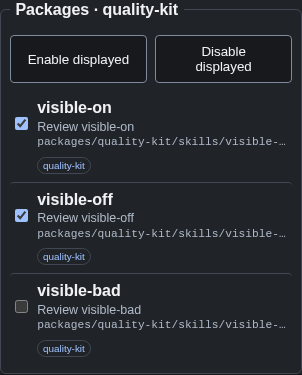 Packages · quality-kit
Enable displayed
Disable
displayed
visible-on
Review visible-on
packages/quality-kit/skills/visible-…
quality-kit
visible-off
Review visible-off
packages/quality-kit/skills/visible-…
quality-kit
visible-bad
Review visible-bad
packages/quality-kit/skills/visible-…
quality-kit